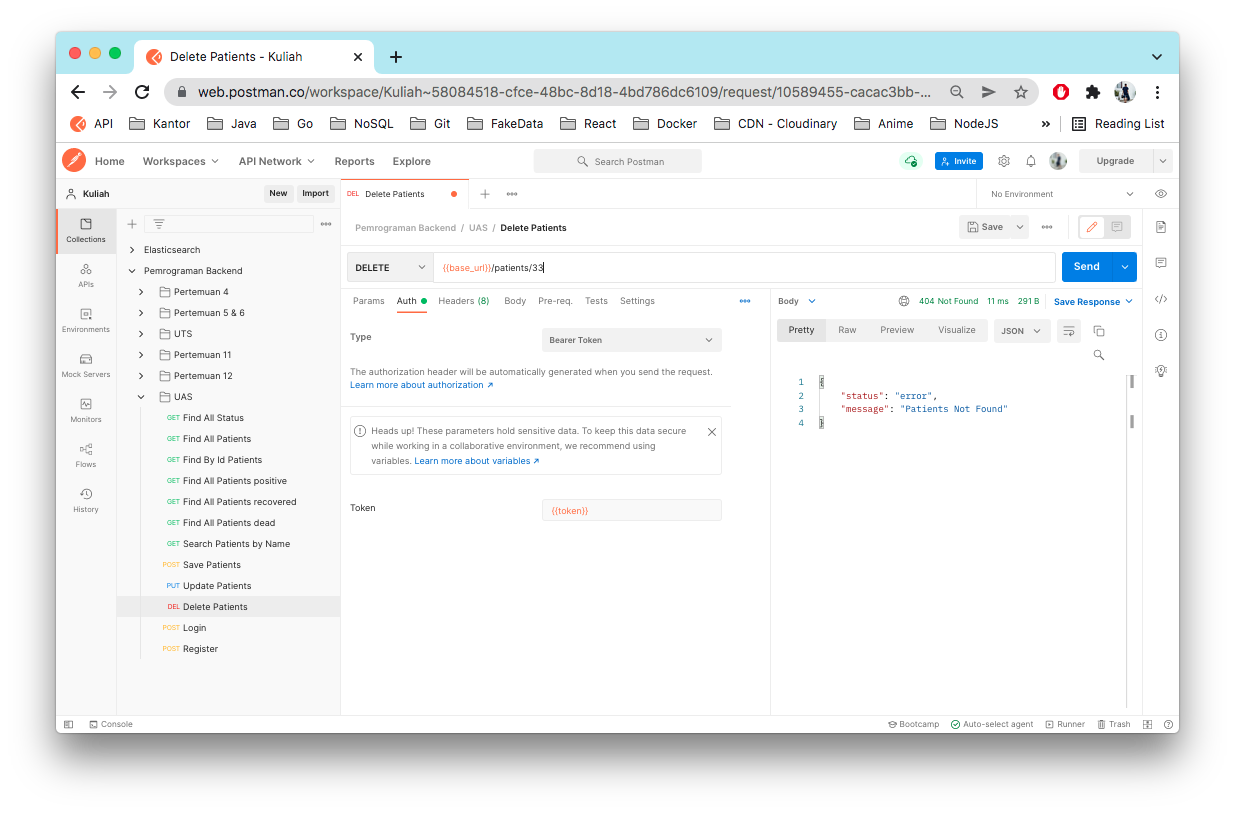 Delete Patients - Kuliah
web.postman.co/workspace/Kuliah~58084518-cfce-48bc-8d18-4bd786dc6109/request/10589455-cacac3bb-...
API Kantor Java Go NoSQL Git FakeData React Docker CDN - Cloudinary Anime NodeJS » Reading List
Home Workspaces API Network Reports Explore Search Postman Invite Upgrade
Kuliah New Import DEL Delete Patients No Environment
Collections
APIs
Environments
Mock Servers
Monitors
Flows
History
Elasticsearch
Pemrograman Backend
Pertemuan 4
Pertemuan 5 & 6
UTS
Pertemuan 11
Pertemuan 12
UAS
GET Find All Status
GET Find All Patients
GET Find By Id Patients
GET Find All Patients positive
GET Find All Patients recovered
GET Find All Patients dead
GET Search Patients by Name
POST Save Patients
PUT Update Patients
DEL Delete Patients
POST Login
POST Register
Pemrograman Backend / UAS / Delete Patients Save
DELETE {{base_url}}/patients/33 Send
Params Auth Headers (8) Body Pre-req. Tests Settings
Type Bearer Token
The authorization header will be automatically generated when you send the request.
Learn more about authorization ↗
Heads up! These parameters hold sensitive data. To keep this data secure
while working in a collaborative environment, we recommend using
variables. Learn more about variables ↗
Token {{token}}
Body 404 Not Found 11 ms 291 B Save Response
Pretty Raw Preview Visualize JSON
1 {
2 "status": "error",
3 "message": "Patients Not Found"
4 }
Console Bootcamp Auto-select agent Runner Trash